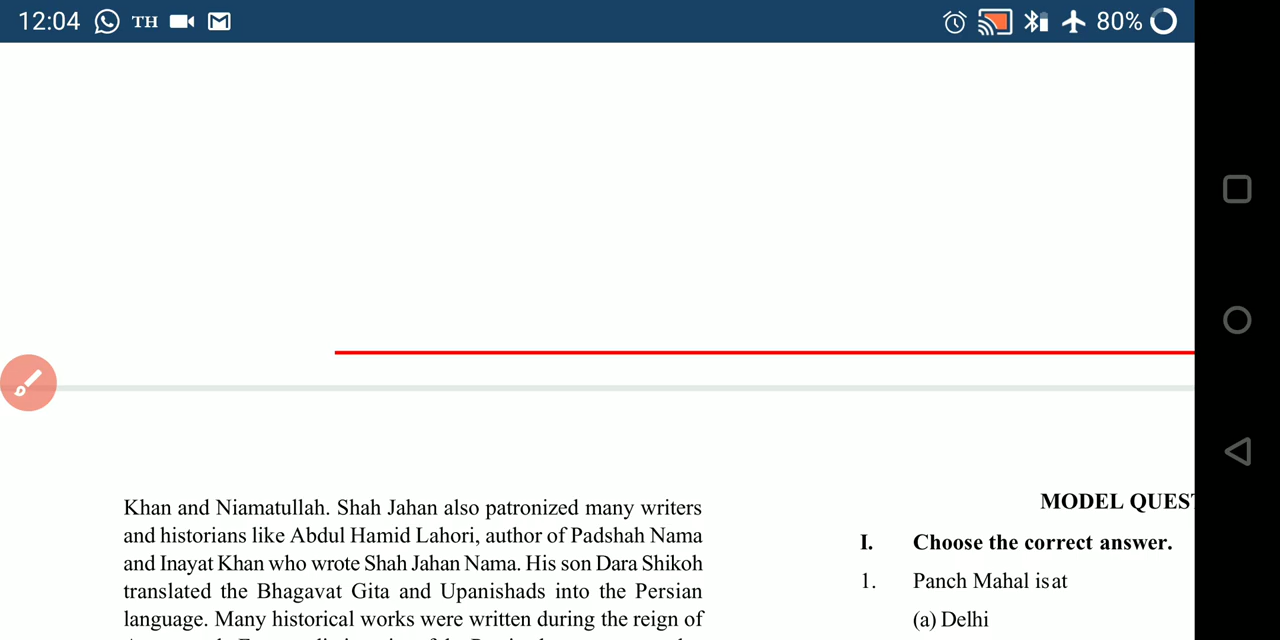 12:04 TH 80%
Khan and Niamatullah. Shah Jahan also patronized many writers
and historians like Abdul Hamid Lahori, author of Padshah Nama
and Inayat Khan who wrote Shah Jahan Nama. His son Dara Shikoh
translated the Bhagavat Gita and Upanishads into the Persian
language. Many historical works were written during the reign of
MODEL QUES
I. Choose the correct answer.
1. Panch Mahal is at
(a) Delhi